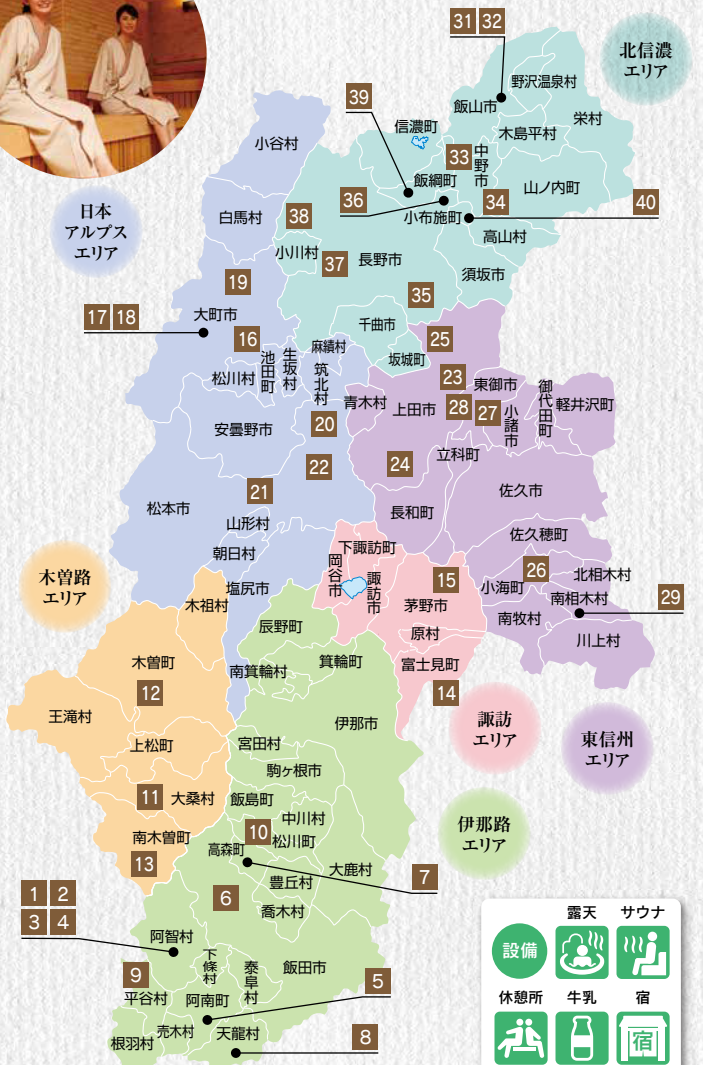 31 32
北信濃
エリア
野沢温泉村
飯山市
栄村
木島平村
39
信濃町
33
中野市
小谷村
飯綱町
山ノ内町
36
34
40
日本
アルプス
エリア
白馬村
38
小布施町
高山村
小川村
37
長野市
須坂市
19
35
17 18
大町市
千曲市
25
16
麻績村
坂城町
池田町
生坂村
筑北村
松川村
23
東御市
御代田町
青木村
上田市
28
27
小諸市
軽井沢町
安曇野市
20
立科町
22
24
佐久市
21
松本市
長和町
山形村
佐久穂町
下諏訪町
朝日村
岡谷市
諏訪市
15
26
北相木村
木曽路
エリア
塩尻市
茅野市
小海町
南相木村
29
木祖村
辰野町
原村
南牧村
川上村
木曽町
南箕輪村
箕輪町
富士見町
12
14
王滝村
伊那市
諏訪
エリア
東信州
エリア
上松町
宮田村
駒ヶ根市
11
大桑村
飯島町
中川村
伊那路
エリア
南木曽町
10
松川町
高森町
13
大鹿村
7
豊丘村
1 2
3 4
6
喬木村
阿智村
下條村
泰阜村
飯田市
9
5
平谷村
阿南町
売木村
天龍村
8
根羽村
設備
露天
サウナ
休憩所
牛乳
宿
宿